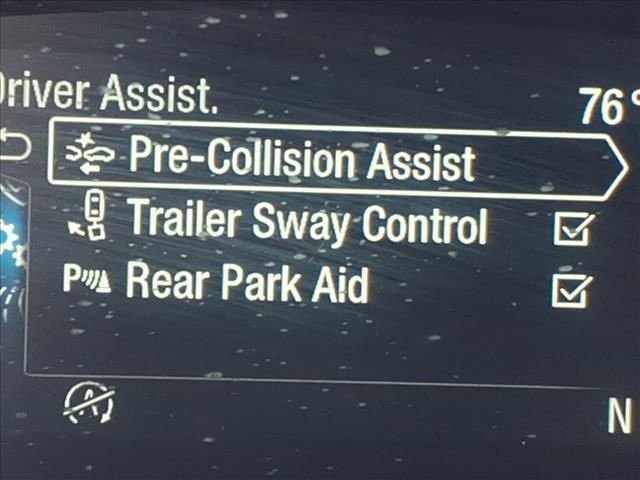 Driver Assist.
76°
Pre-Collision Assist
Trailer Sway Control
P Rear Park Aid
A
N